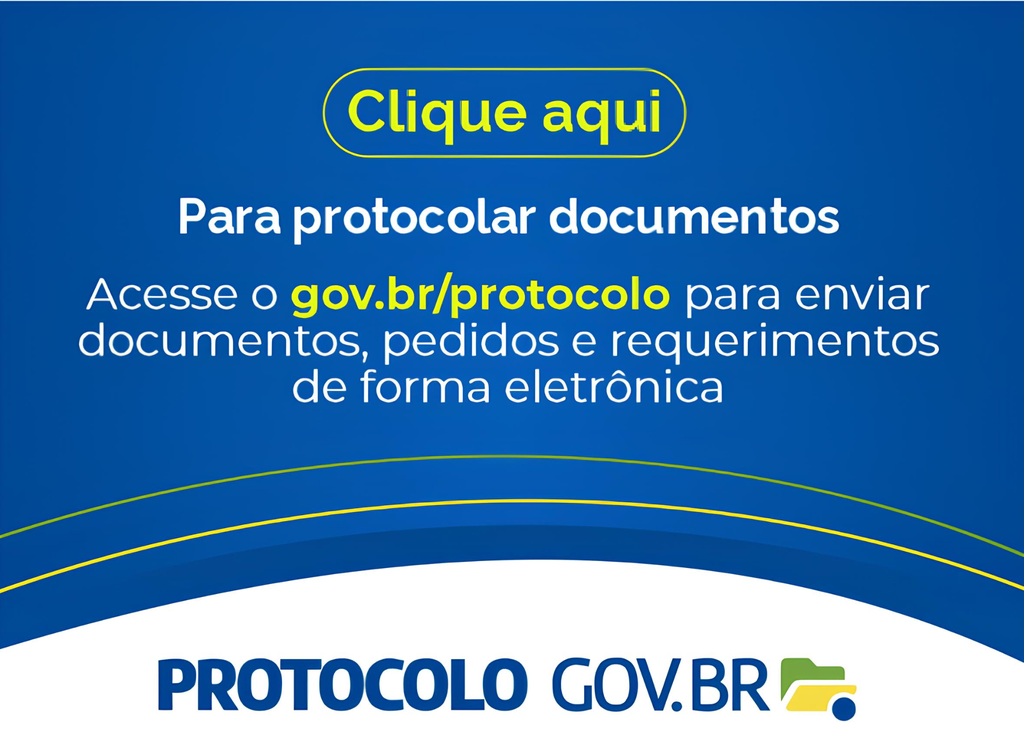 Clique aqui
Para protocolar documentos
Acesse o gov.br/protocolo para enviar
documentos, pedidos e requerimentos
de forma eletrônica
PROTOCOLO GOV.BR